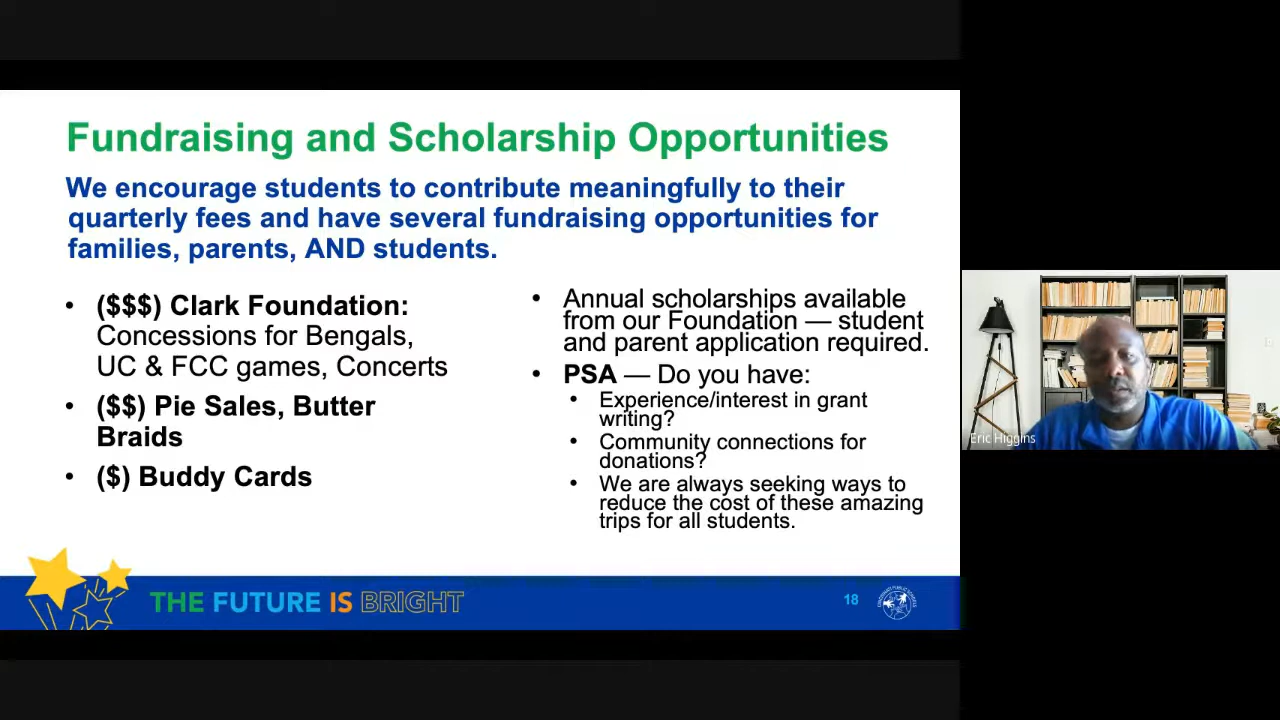 Fundraising and Scholarship Opportunities
We encourage students to contribute meaningfully to their
quarterly fees and have several fundraising opportunities for
families, parents, AND students.
• ($$$) Clark Foundation:
Concessions for Bengals,
UC & FCC games, Concerts
• ($$) Pie Sales, Butter
Braids
• ($) Buddy Cards
• Annual scholarships available
from our Foundation — student
and parent application required.
• PSA — Do you have:
• Experience/interest in grant
writing?
• Community connections for
donations?
• We are always seeking ways to
reduce the cost of these amazing
trips for all students.
THE FUTURE IS BRIGHT
18
Eric Higgins